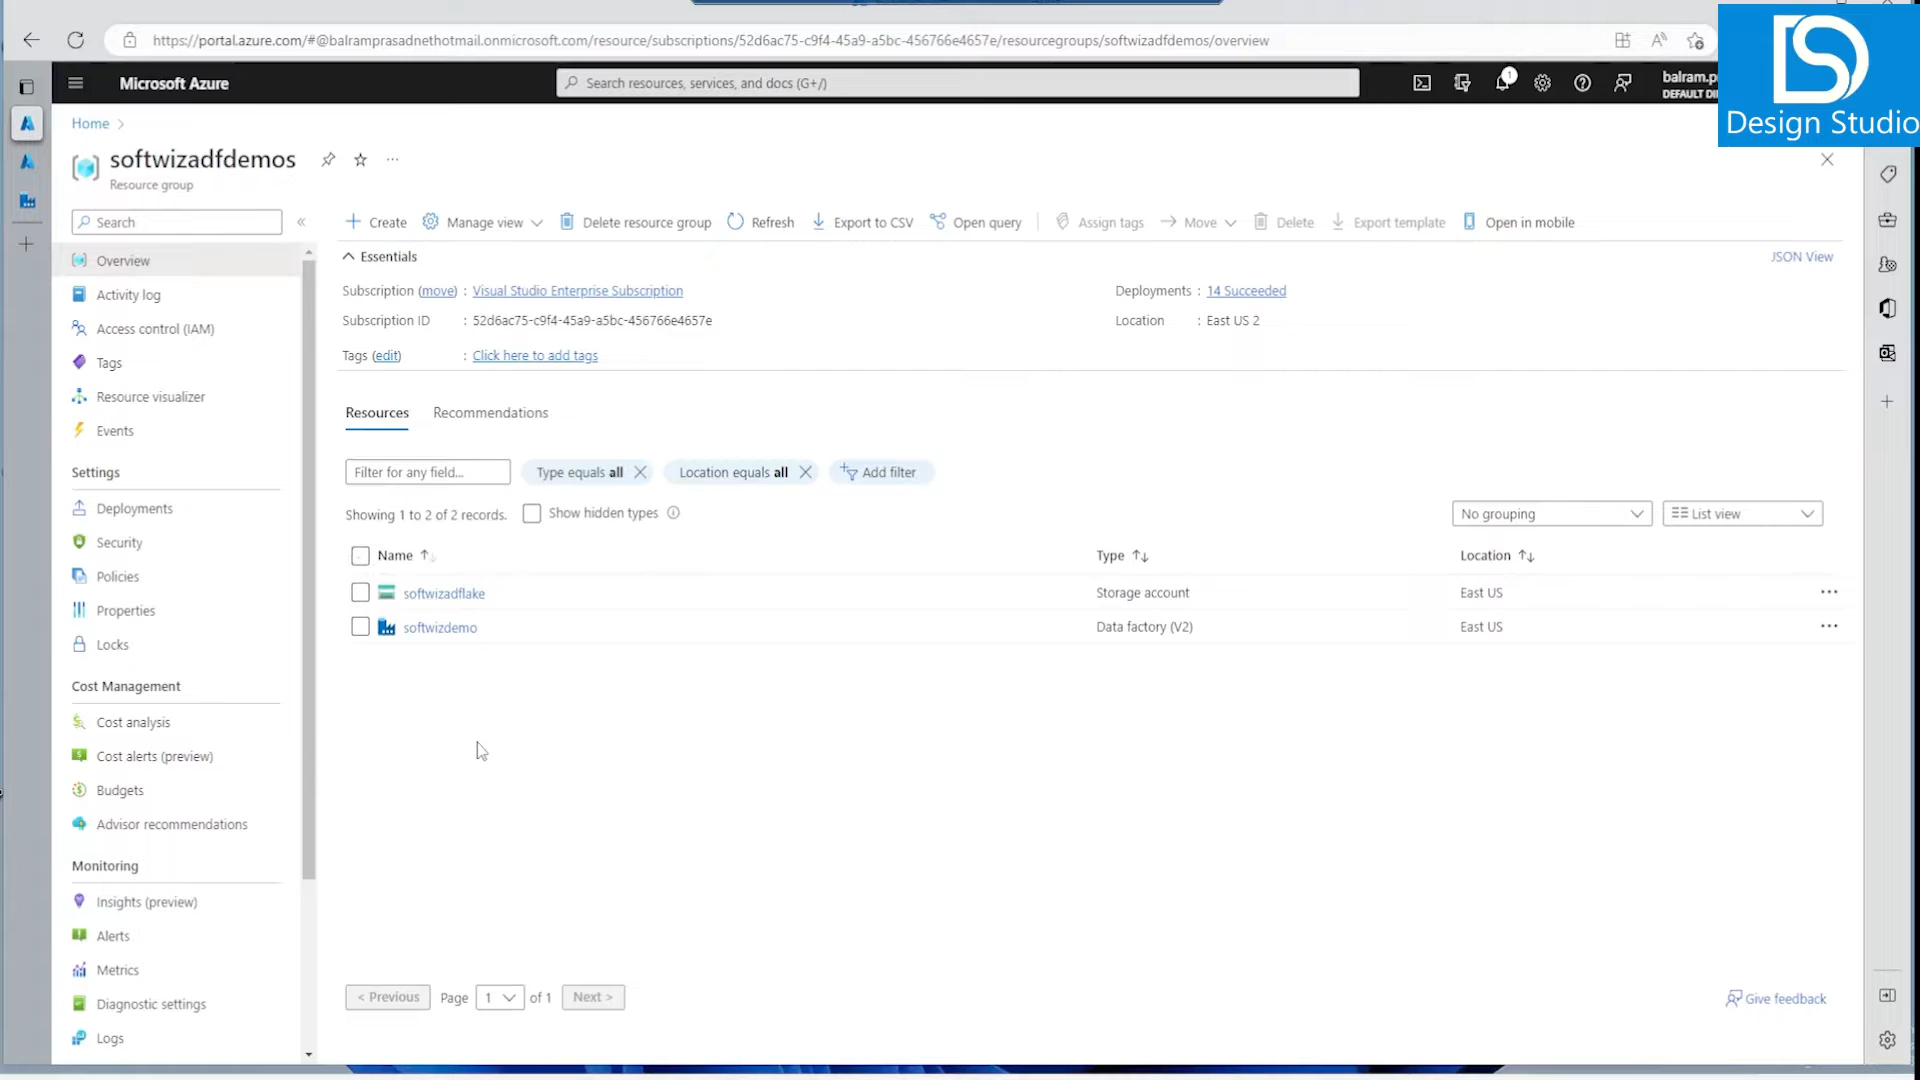 https://portal.azure.com/#@balramprasadnethotmail.onmicrosoft.com/resource/subscriptions/52d6ac75-c9f4-45a9-a5bc-456766e4657e/resourcegroups/softwizadfdemos/overview
Microsoft Azure
Search resources, services, and docs (G+/)
1
balram.p
DEFAULT DI
Design Studio
Home
softwizadfdemos
Resource group
Search
Create
Manage view
Delete resource group
Refresh
Export to CSV
Open query
Assign tags
Move
Delete
Export template
Open in mobile
Overview
Activity log
Access control (IAM)
Tags
Resource visualizer
Events
Settings
Deployments
Security
Policies
Properties
Locks
Cost Management
Cost analysis
Cost alerts (preview)
Budgets
Advisor recommendations
Monitoring
Insights (preview)
Alerts
Metrics
Diagnostic settings
Logs
Essentials
JSON View
Subscription (move) : Visual Studio Enterprise Subscription
Deployments : 14 Succeeded
Subscription ID : 52d6ac75-c9f4-45a9-a5bc-456766e4657e
Location : East US 2
Tags (edit) : Click here to add tags
Resources Recommendations
Filter for any field...
Type equals all
Location equals all
Add filter
Showing 1 to 2 of 2 records.
Show hidden types
No grouping
List view
Name Type Location
softwizadflake Storage account East US
softwizdemo Data factory (V2) East US
< Previous Page 1 of 1 Next >
Give feedback